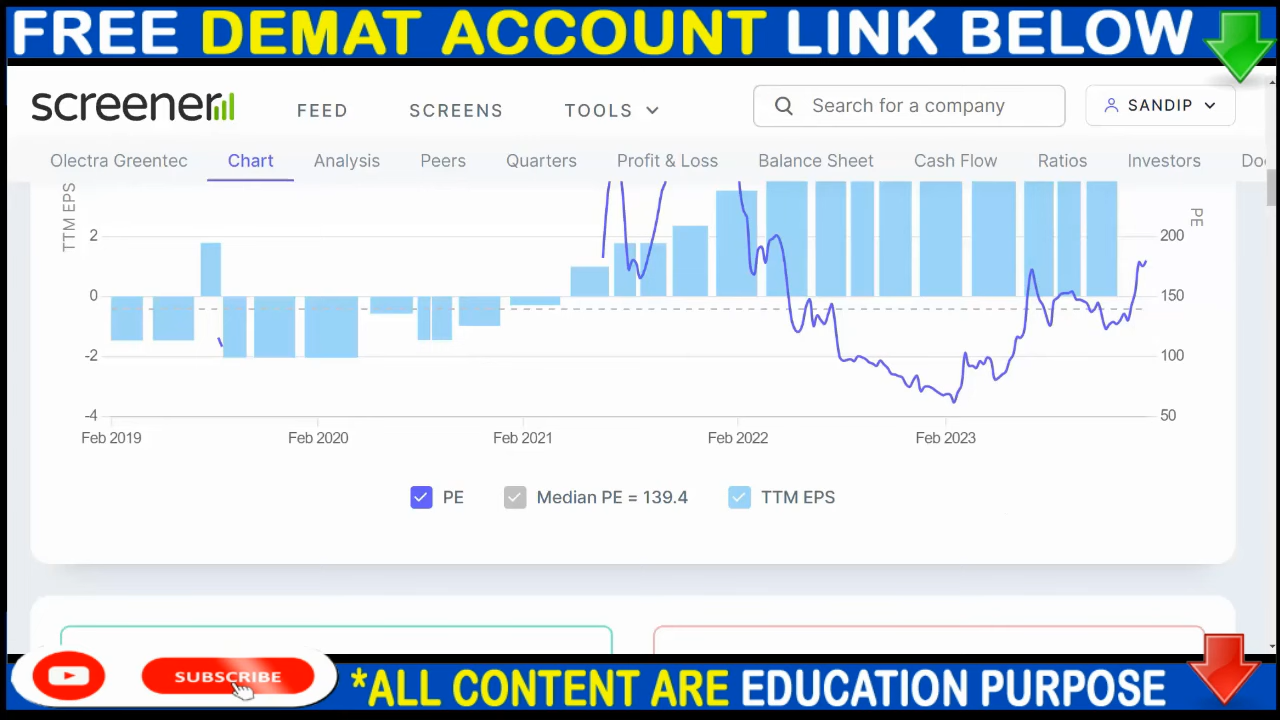 FREE DEMAT ACCOUNT LINK BELOW
screener
FEED
SCREENS
TOOLS
Search for a company
SANDIP
Olectra Greentec
Chart
Analysis
Peers
Quarters
Profit & Loss
Balance Sheet
Cash Flow
Ratios
Investors
Do
TTM EPS
PE
2
0
-2
-4
200
150
100
50
Feb 2019
Feb 2020
Feb 2021
Feb 2022
Feb 2023
PE
Median PE = 139.4
TTM EPS
SUBSCRIBE
*ALL CONTENT ARE EDUCATION PURPOSE